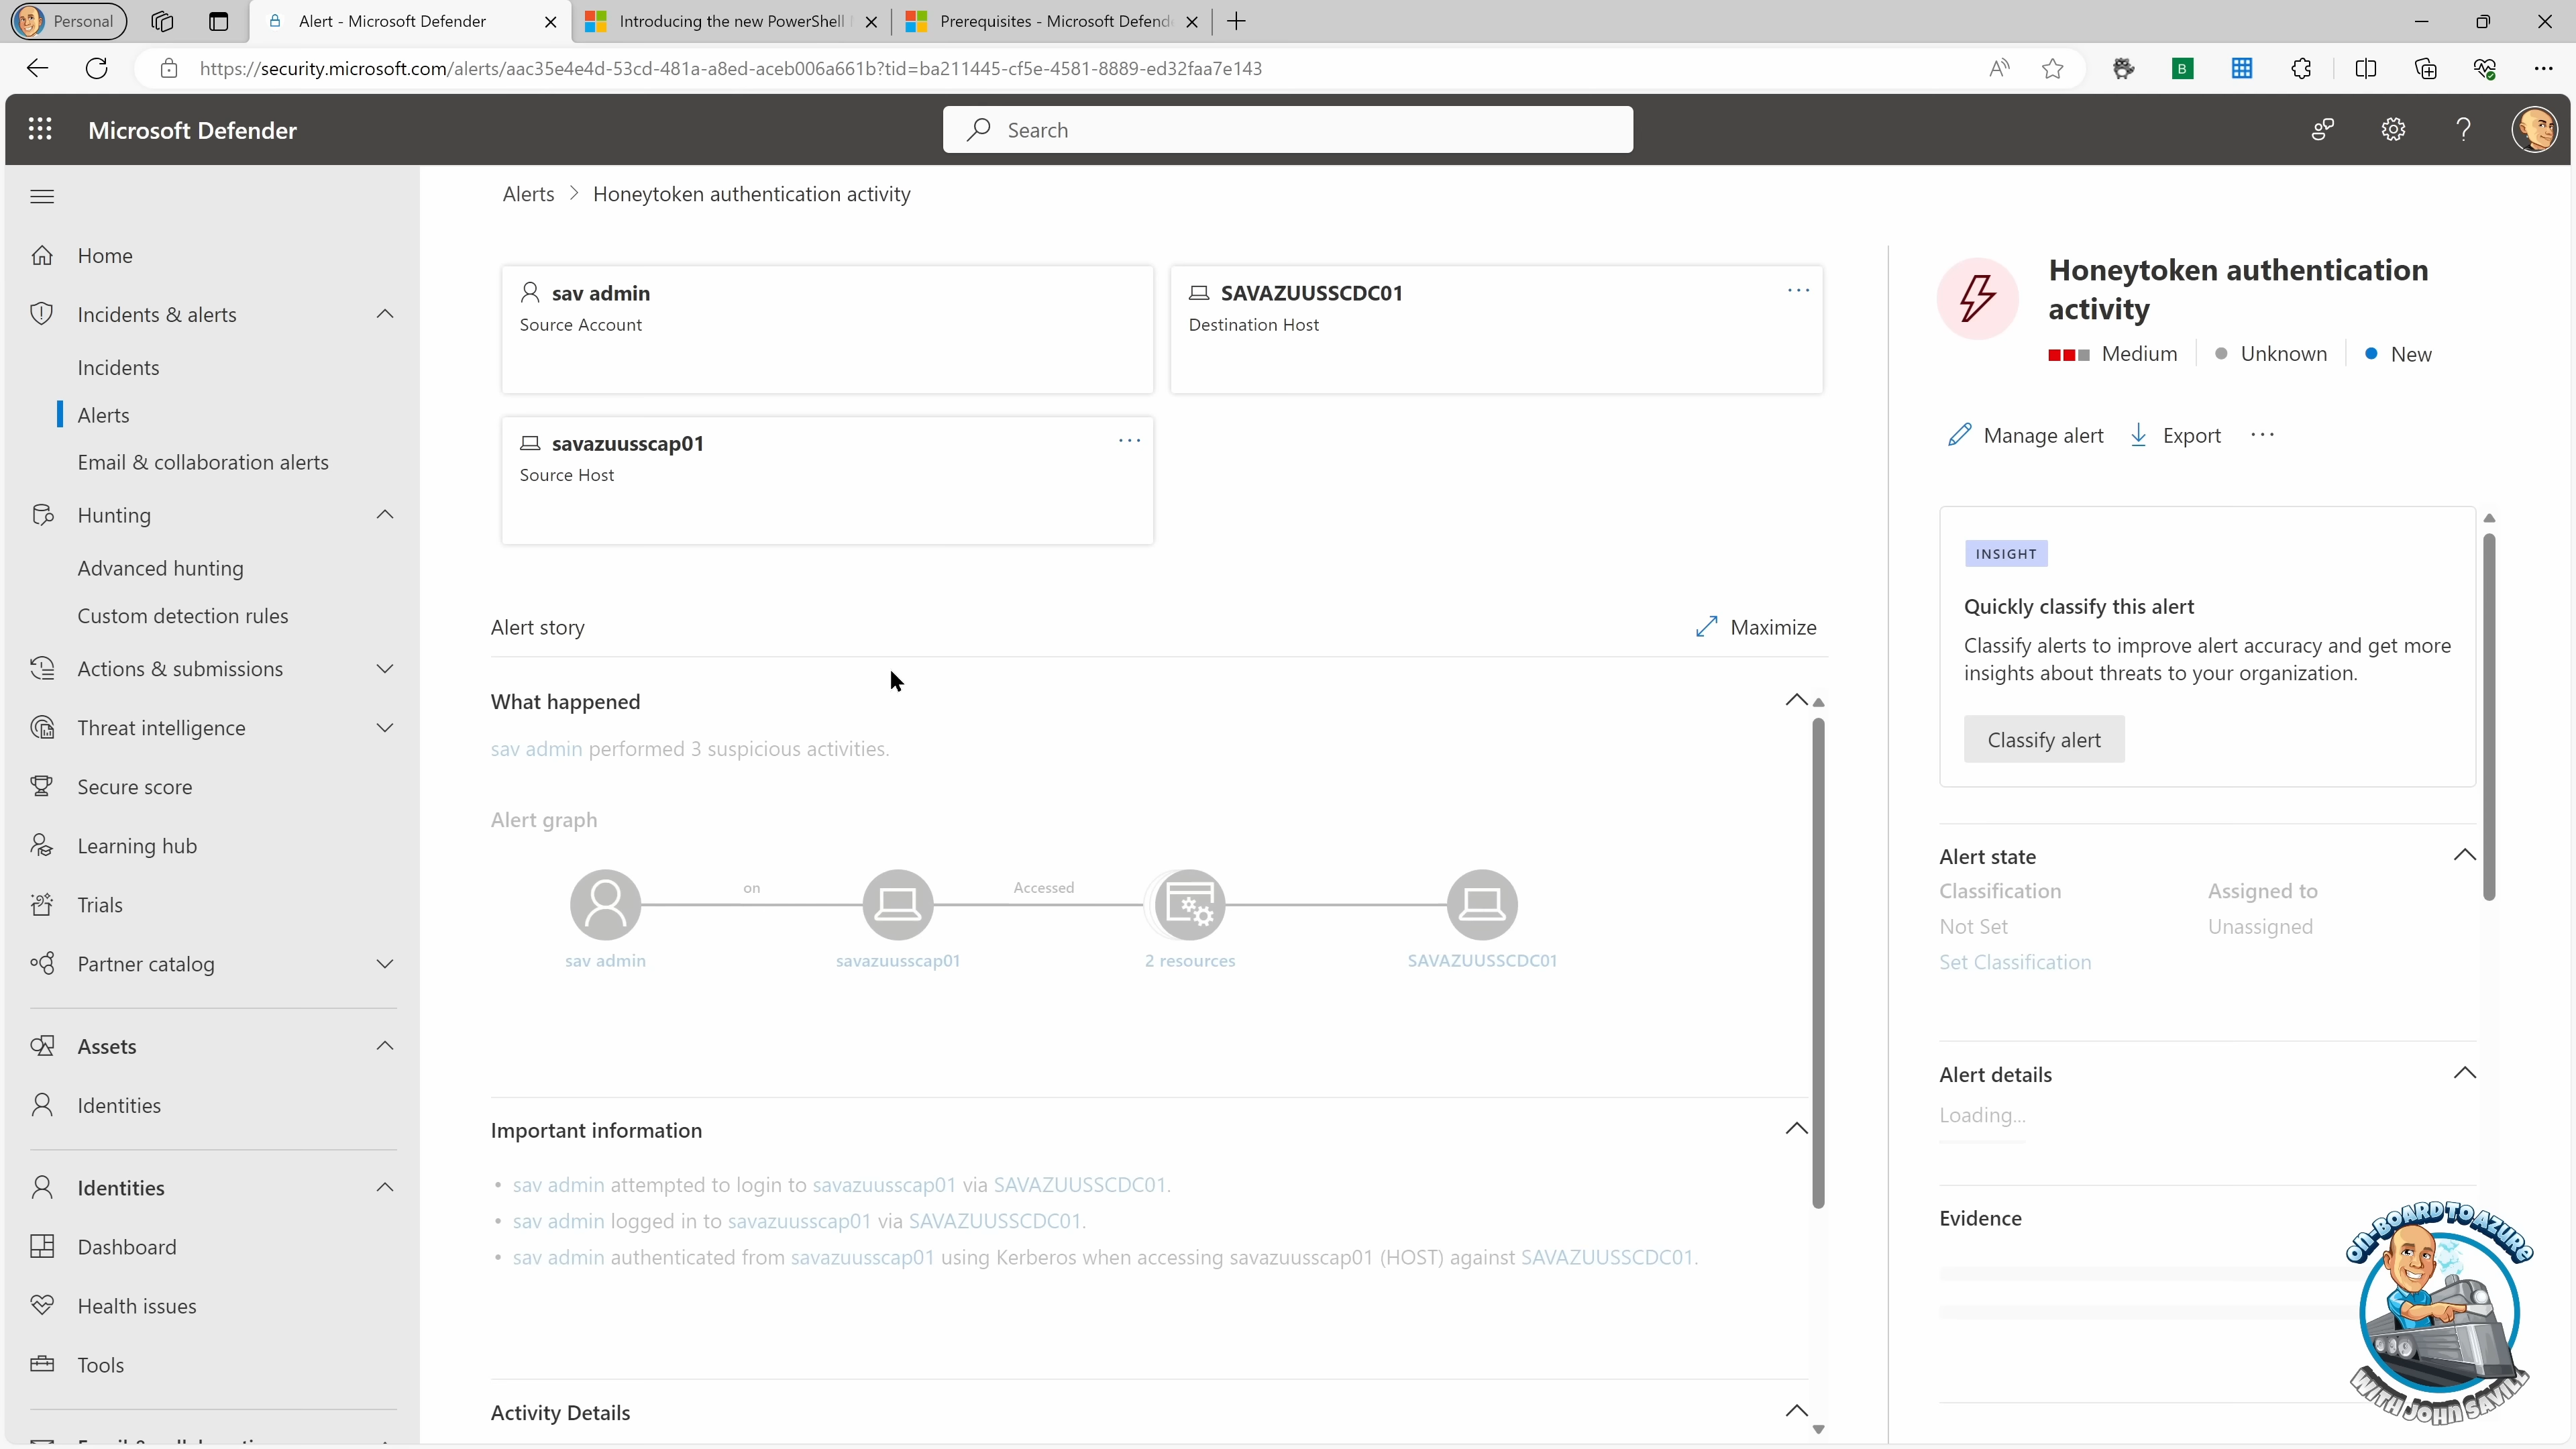 Personal
Alert - Microsoft Defender
Introducing the new PowerShell
Prerequisites - Microsoft Defend
https://security.microsoft.com/alerts/aac35e4e4d-53cd-481a-a8ed-aceb006a661b?tid=ba211445-cf5e-4581-8889-ed32faa7e143
B
Microsoft Defender
Search
Home
Incidents & alerts
Incidents
Alerts
Email & collaboration alerts
Hunting
Advanced hunting
Custom detection rules
Actions & submissions
Threat intelligence
Secure score
Learning hub
Trials
Partner catalog
Assets
Identities
Identities
Dashboard
Health issues
Tools
Alerts > Honeytoken authentication activity
sav admin
Source Account
SAVAZUUSSCDC01
Destination Host
savazuusscap01
Source Host
Alert story
Maximize
What happened
sav admin performed 3 suspicious activities.
Alert graph
on
Accessed
sav admin
savazuusscap01
2 resources
SAVAZUUSSCDC01
Important information
• sav admin attempted to login to savazuusscap01 via SAVAZUUSSCDC01.
• sav admin logged in to savazuusscap01 via SAVAZUUSSCDC01.
• sav admin authenticated from savazuusscap01 using Kerberos when accessing savazuusscap01 (HOST) against SAVAZUUSSCDC01.
Activity Details
Honeytoken authentication
activity
Medium
Unknown
New
Manage alert
Export
INSIGHT
Quickly classify this alert
Classify alerts to improve alert accuracy and get more
insights about threats to your organization.
Classify alert
Alert state
Classification
Assigned to
Not Set
Unassigned
Set Classification
Alert details
Loading...
Evidence
ON-BOARD TO AZURE
WITH JOHN SAVILL